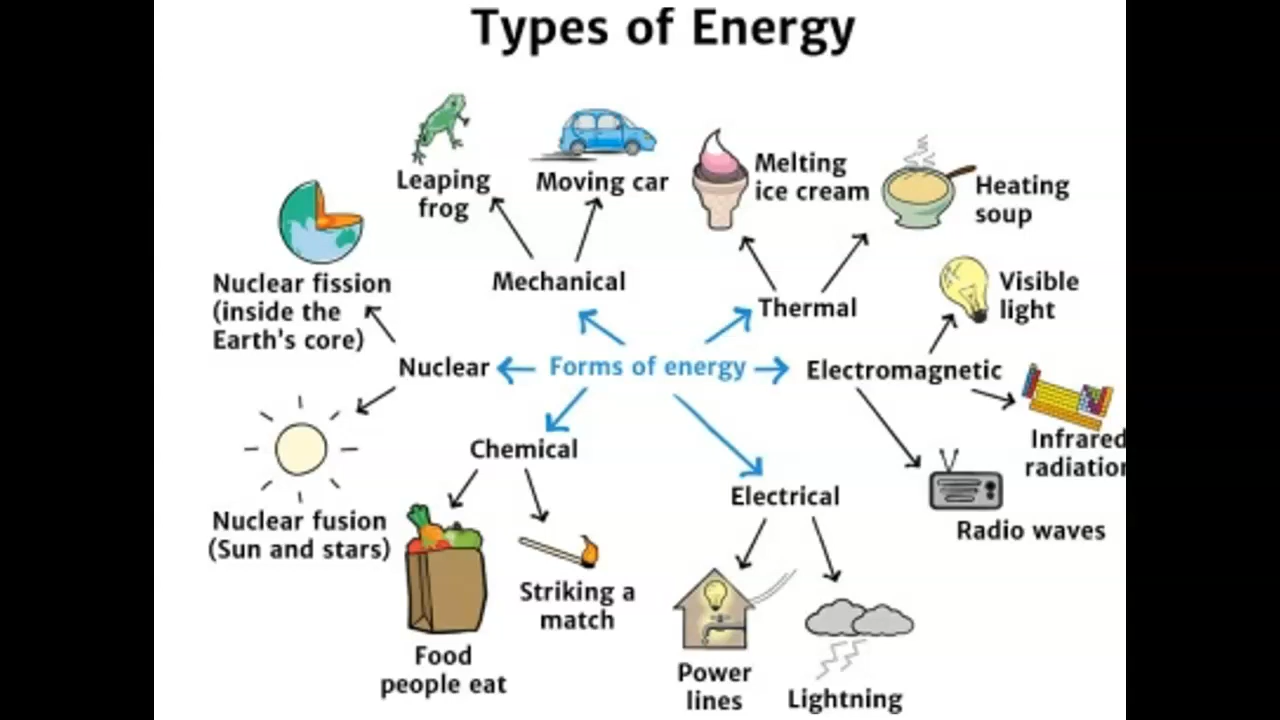 Types of Energy
Leaping
frog
Moving car
Melting
ice cream
Heating
soup
Nuclear fission
(inside the
Earth's core)
Mechanical
Thermal
Visible
light
Nuclear
Forms of energy
Electromagnetic
Infrared
radiation
Chemical
Electrical
Radio waves
Nuclear fusion
(Sun and stars)
Striking a
match
Food
people eat
Power
lines
Lightning